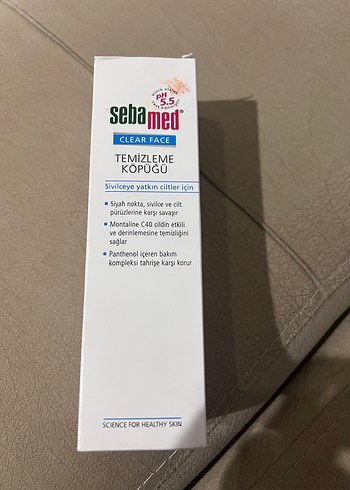 pH
5.5
sebamed®
CLEAR FACE
TEMİZLEME
KÖPÜĞÜ
Sivilceye yatkın ciltler için
Siyah nokta, sivilce ve cilt
pürüzlerine karşı savaşır
Montaline C40 cildin etkili
ve derinlemesine temizliğini
sağlar
Panthenol içeren bakım
kompleksi tahrişe karşı korur
SCIENCE FOR HEALTHY SKIN